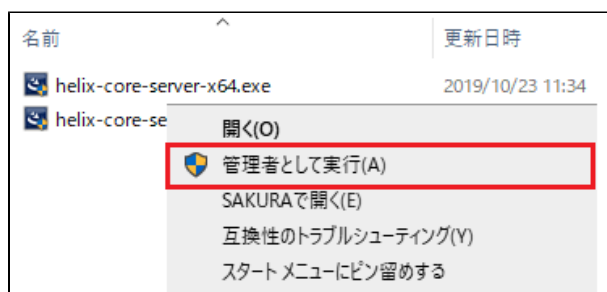 名前 更新日時
helix-core-server-x64.exe 2019/10/23 11:34
helix-core-se
開く(O)
管理者として実行(A)
SAKURAで開く(E)
互換性のトラブルシューティング(Y)
スタート メニューにピン留めする